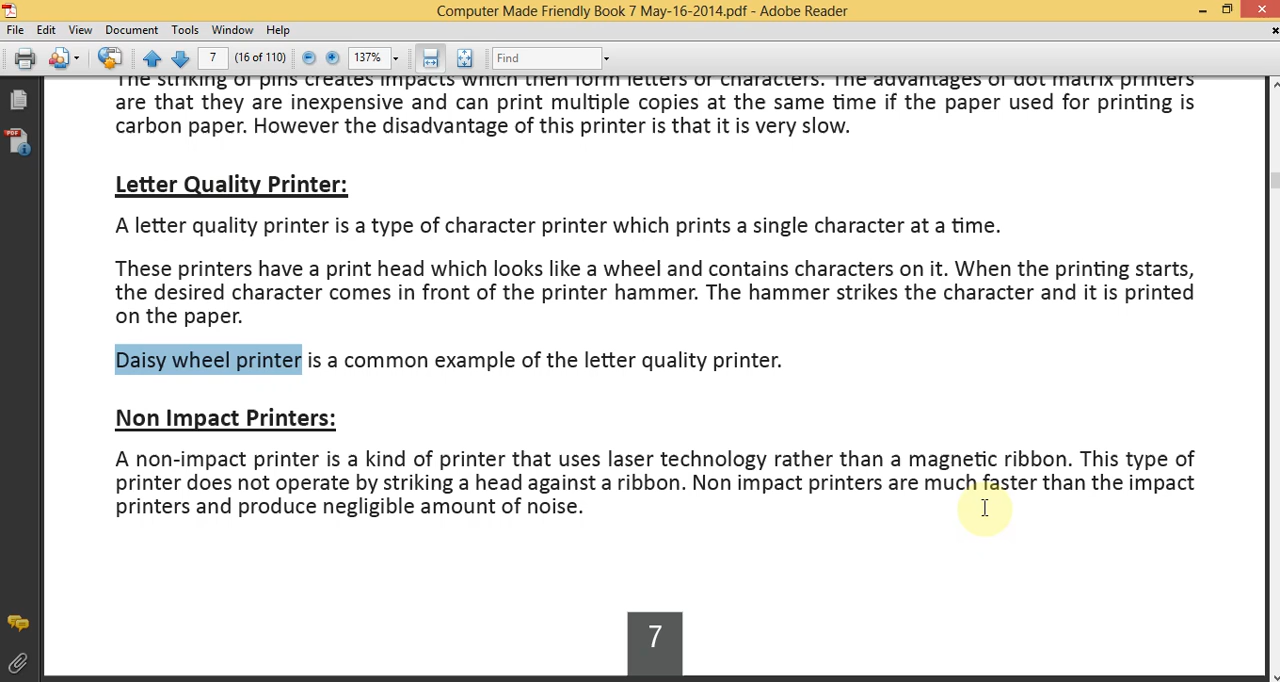 Computer Made Friendly Book 7 May-16-2014.pdf - Adobe Reader
File Edit View Document Tools Window Help
7 (16 of 110) 137% Find
The striking of pins creates impacts which then form letters or characters. The advantages of dot matrix printers
are that they are inexpensive and can print multiple copies at the same time if the paper used for printing is
carbon paper. However the disadvantage of this printer is that it is very slow.
Letter Quality Printer:
A letter quality printer is a type of character printer which prints a single character at a time.
These printers have a print head which looks like a wheel and contains characters on it. When the printing starts,
the desired character comes in front of the printer hammer. The hammer strikes the character and it is printed
on the paper.
Daisy wheel printer is a common example of the letter quality printer.
Non Impact Printers:
A non-impact printer is a kind of printer that uses laser technology rather than a magnetic ribbon. This type of
printer does not operate by striking a head against a ribbon. Non impact printers are much faster than the impact
printers and produce negligible amount of noise.
7